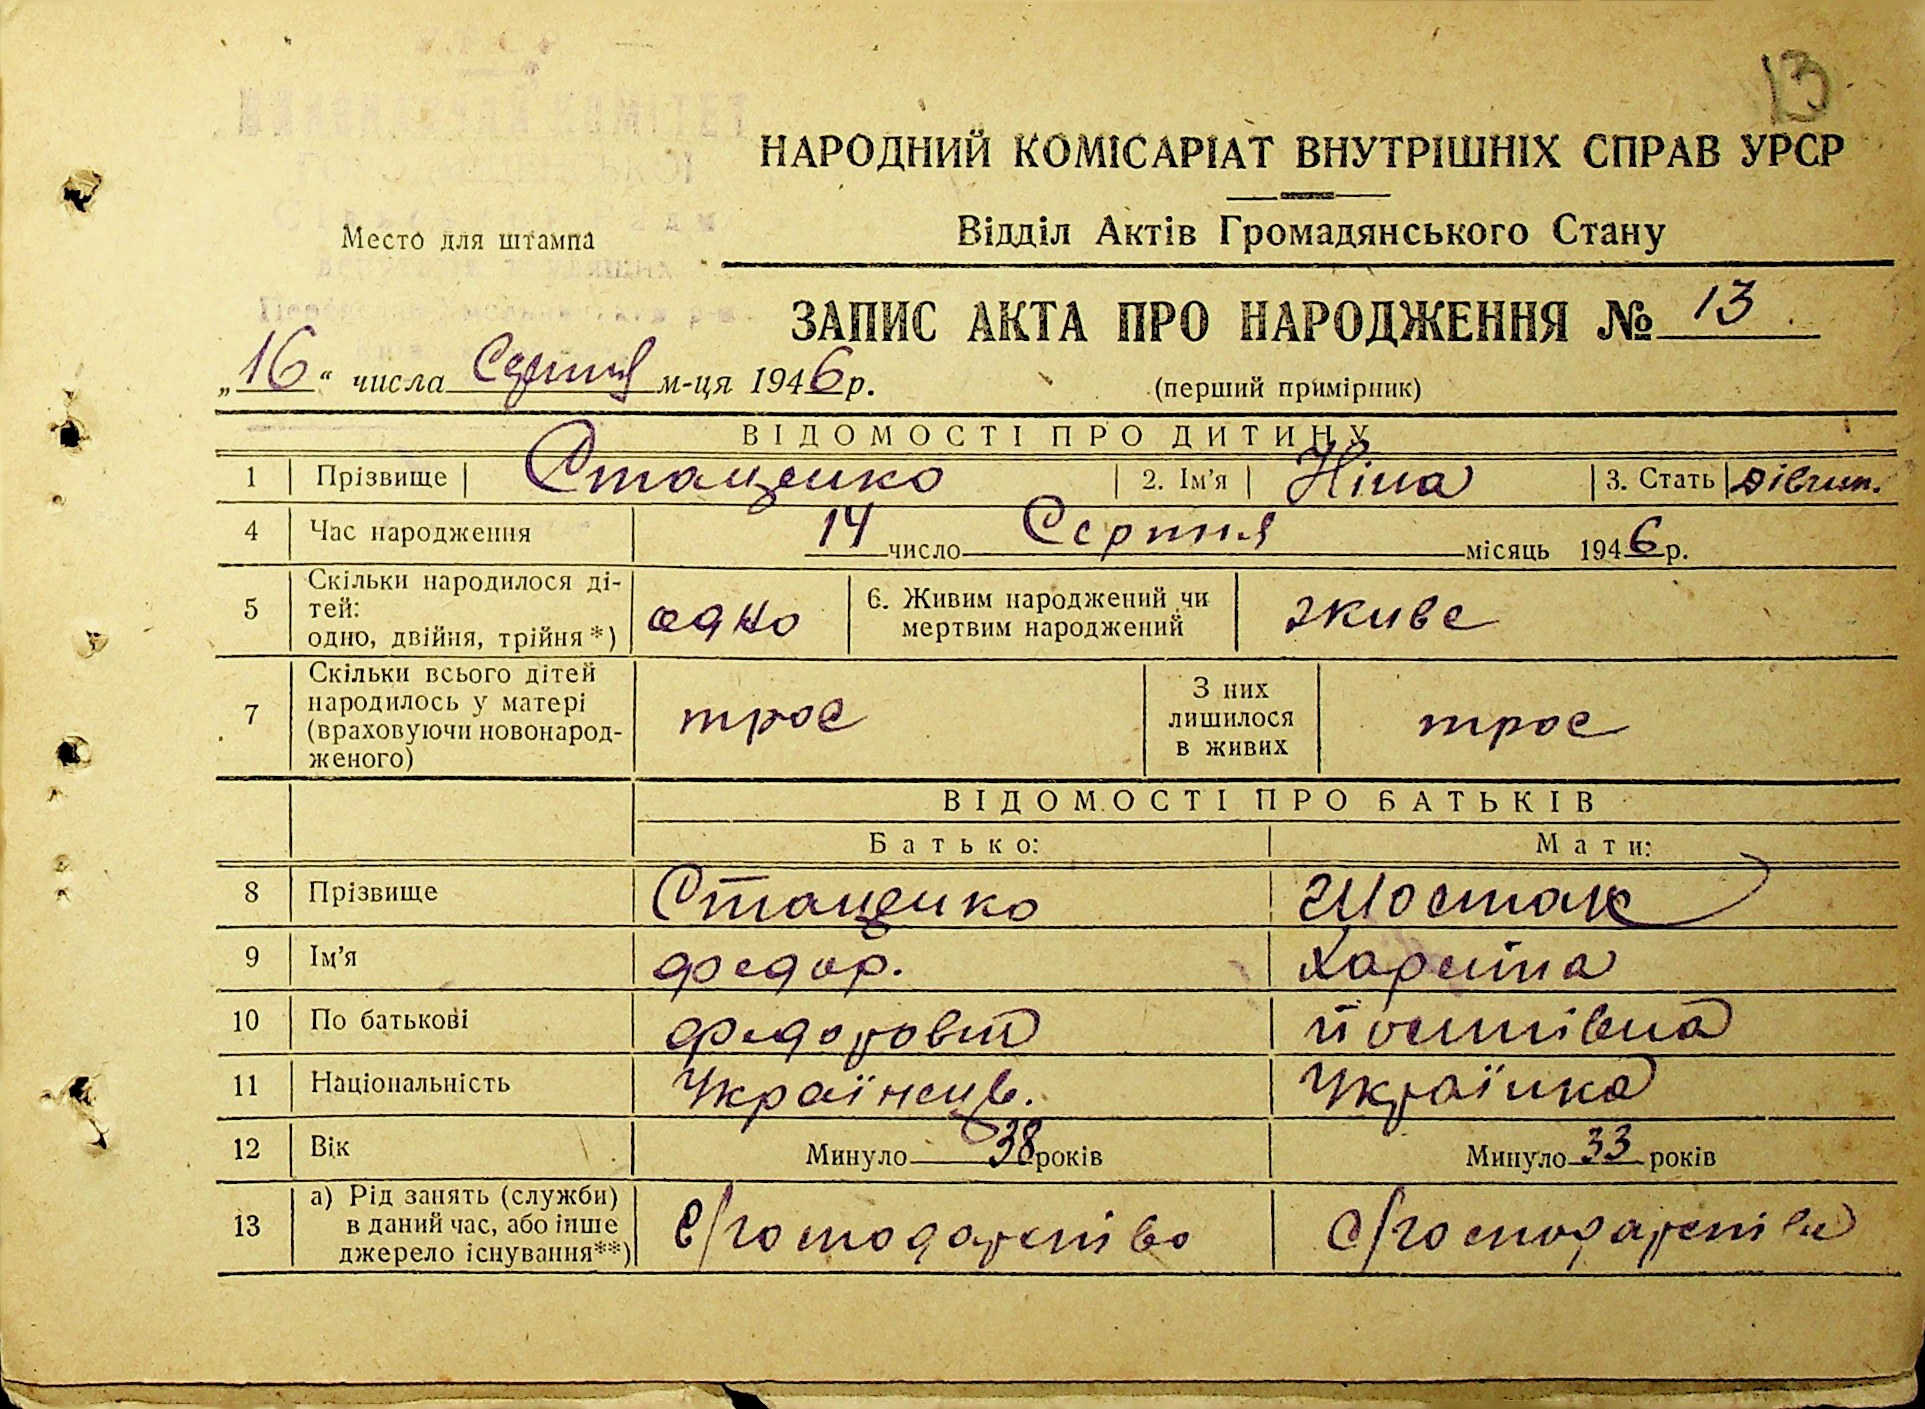 13
НАРОДНИЙ КОМІСАРІАТ ВНУТРІШНІХ СПРАВ УРСР
Место для штампа
Відділ Актів Громадянського Стану
ЗАПИС АКТА ПРО НАРОДЖЕННЯ № 13
„16“ числа Серпня м-ця 1946 р.
(перший примірник)
ВІДОМОСТІ ПРО ДИТИНУ
1 Прізвище Стаценко 2. Ім'я Ніна 3. Стать Дівчин.
4 Час народження 14 число Серпня місяць 1946 р.
5 Скільки народилося ді-
тей:
одно, двійня, трійня*) одно 6. Живим народжений чи
мертвим народжений живе
7 Скільки всього дітей
народилось у матері
(враховуючи новонарод-
женого) троє З них
лишилося
в живих троє
ВІДОМОСТІ ПРО БАТЬКІВ
Батько: Мати:
8 Прізвище Стаценко Шостак
9 Ім'я Федор. Харитина
10 По батькові Федорович
11 Національність Українець. Українка
12 Вік Минуло 38 років Минуло 33 років
13 а) Рід занять (служби)
в даний час, або інше
джерело існування**) С/господарство С/господарство